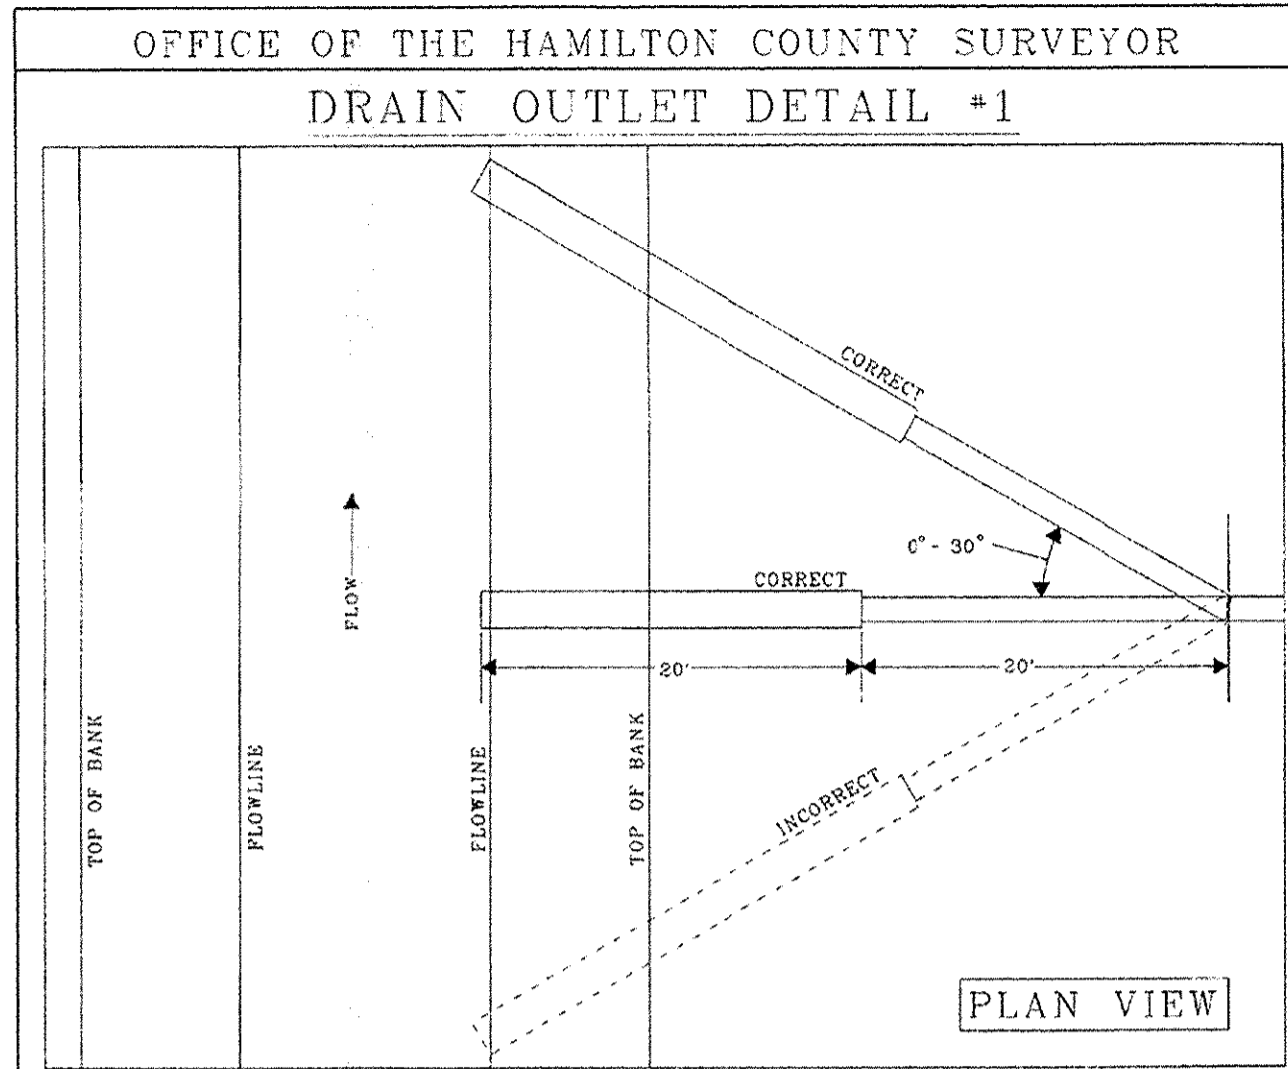 OFFICE OF THE HAMILTON COUNTY SURVEYOR
DRAIN OUTLET DETAIL #1
CORRECT
0° - 30°
CORRECT
FLOW
20'
20'
TOP OF BANK
FLOWLINE
FLOWLINE
TOP OF BANK
INCORRECT
PLAN VIEW